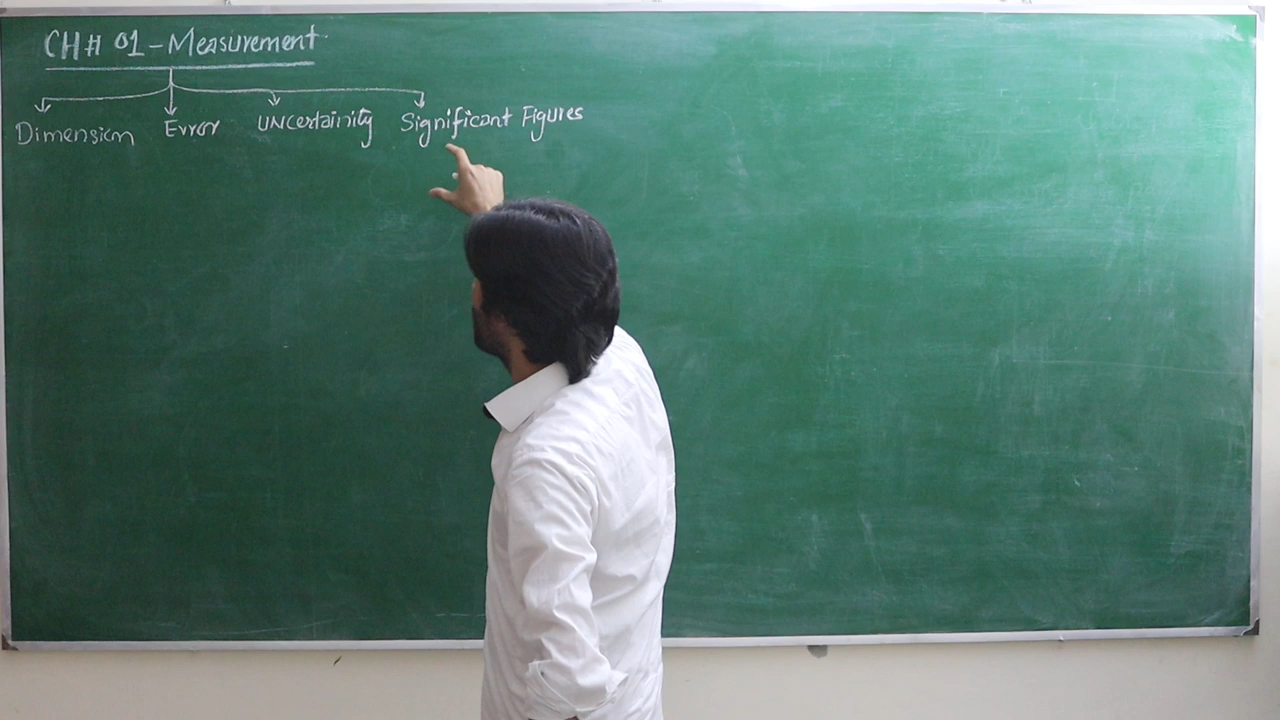 CH# 01 - Measurement
Dimension Error Uncertainity Significant Figures